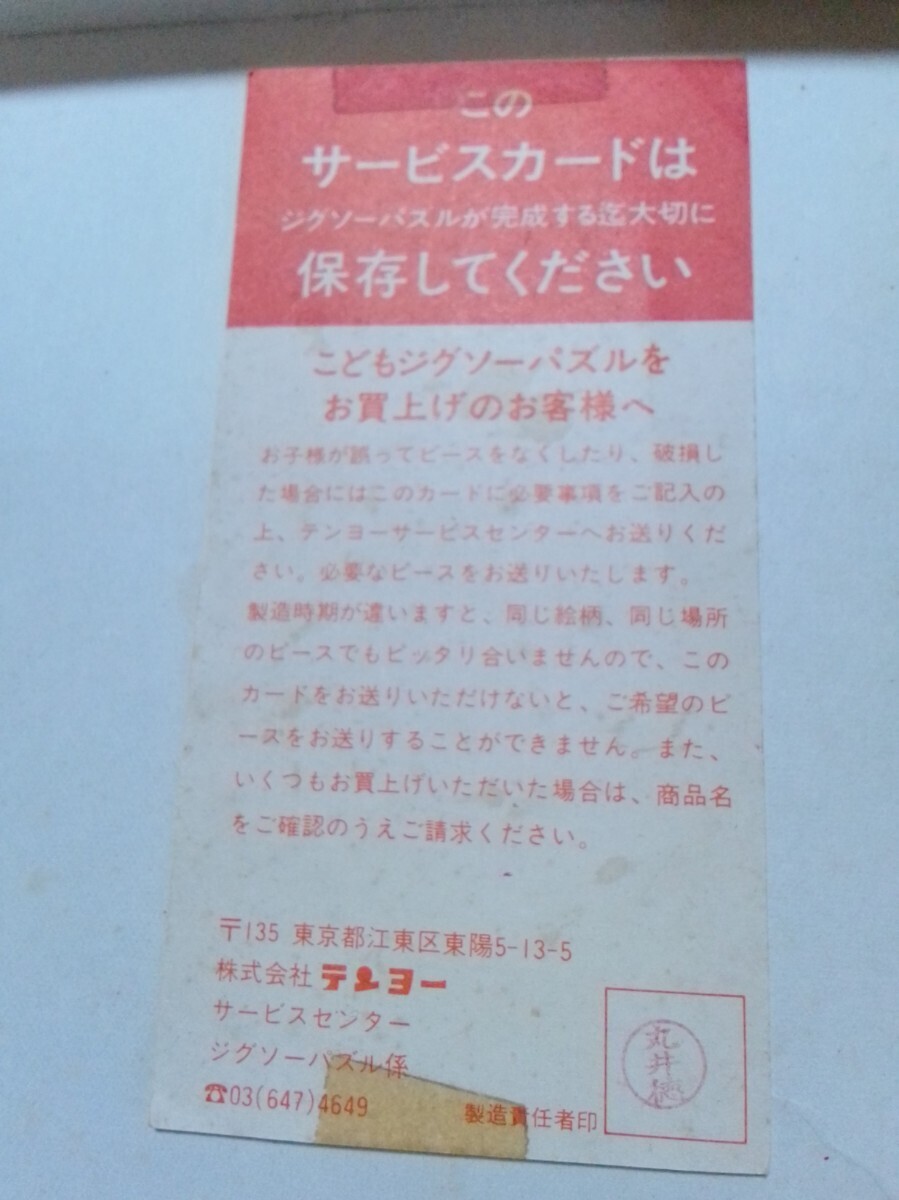 この
サービスカードは
ジグソーパズルが完成する迄大切に
保存してください
こどもジグソーパズルを
お買上げのお客様へ
お子様が誤ってピースをなくしたり、破損し
た場合にはこのカードに必要事項をご記入の
上、テンヨーサービスセンターへお送りくだ
さい。必要なピースをお送りいたします。
製造時期が違いますと、同じ絵柄、同じ場所
のピースでもピッタリ合いませんので、この
カードをお送りいただけないと、ご希望のピ
ースをお送りすることができません。また、
いくつもお買上げいただいた場合は、商品名
をご確認のうえご請求ください。
〒135 東京都江東区東陽5-13-5
株式会社 テンヨー
サービスセンター
ジグソーパズル係
☎03(647)4649
製造責任者印
丸井徳